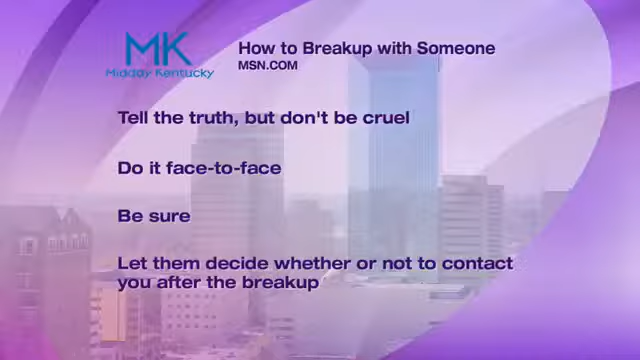 MK
Midday Kentucky
How to Breakup with Someone
MSN.COM
Tell the truth, but don't be cruel
Do it face-to-face
Be sure
Let them decide whether or not to contact
you after the breakup